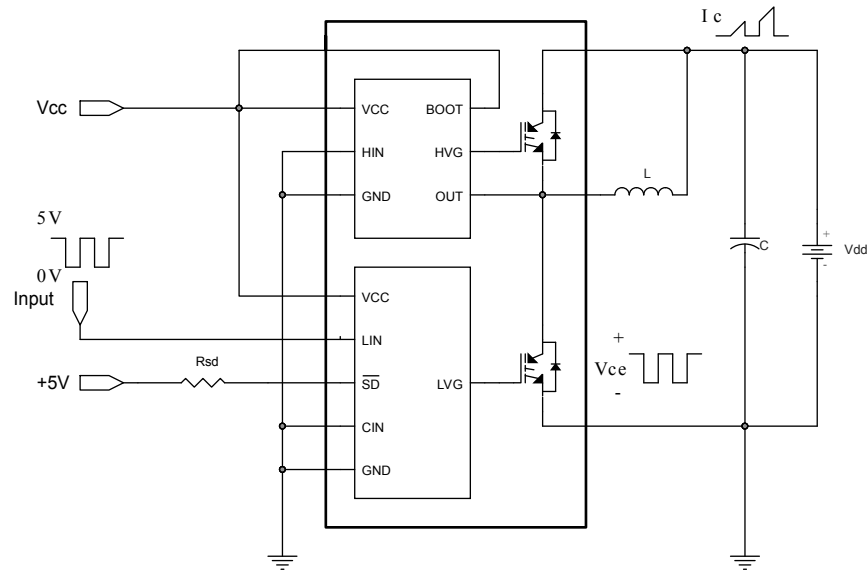 I c
Vcc
VCC
BOOT
HIN
HVG
GND
OUT
L
5V
0V
Input
C
+
Vdd
-
VCC
LIN
Rsd
+5V
SD
LVG
CIN
GND
+
Vce
-